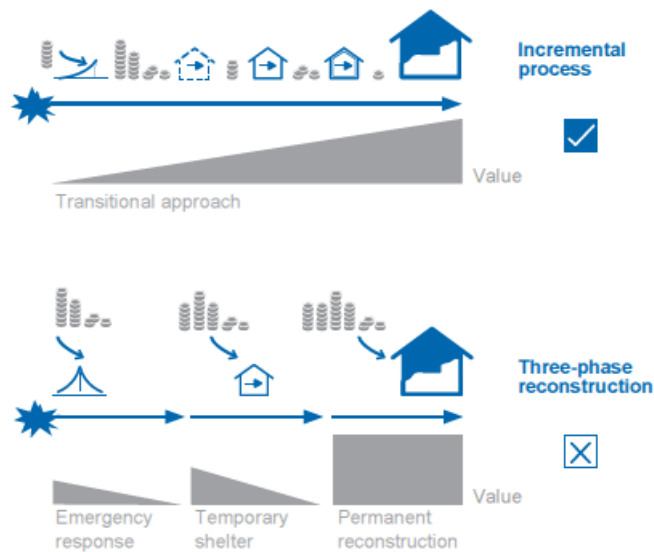 Incremental
process
Value
Transitional approach
Three-phase
reconstruction
Value
Emergency
response
Temporary
shelter
Permanent
reconstruction